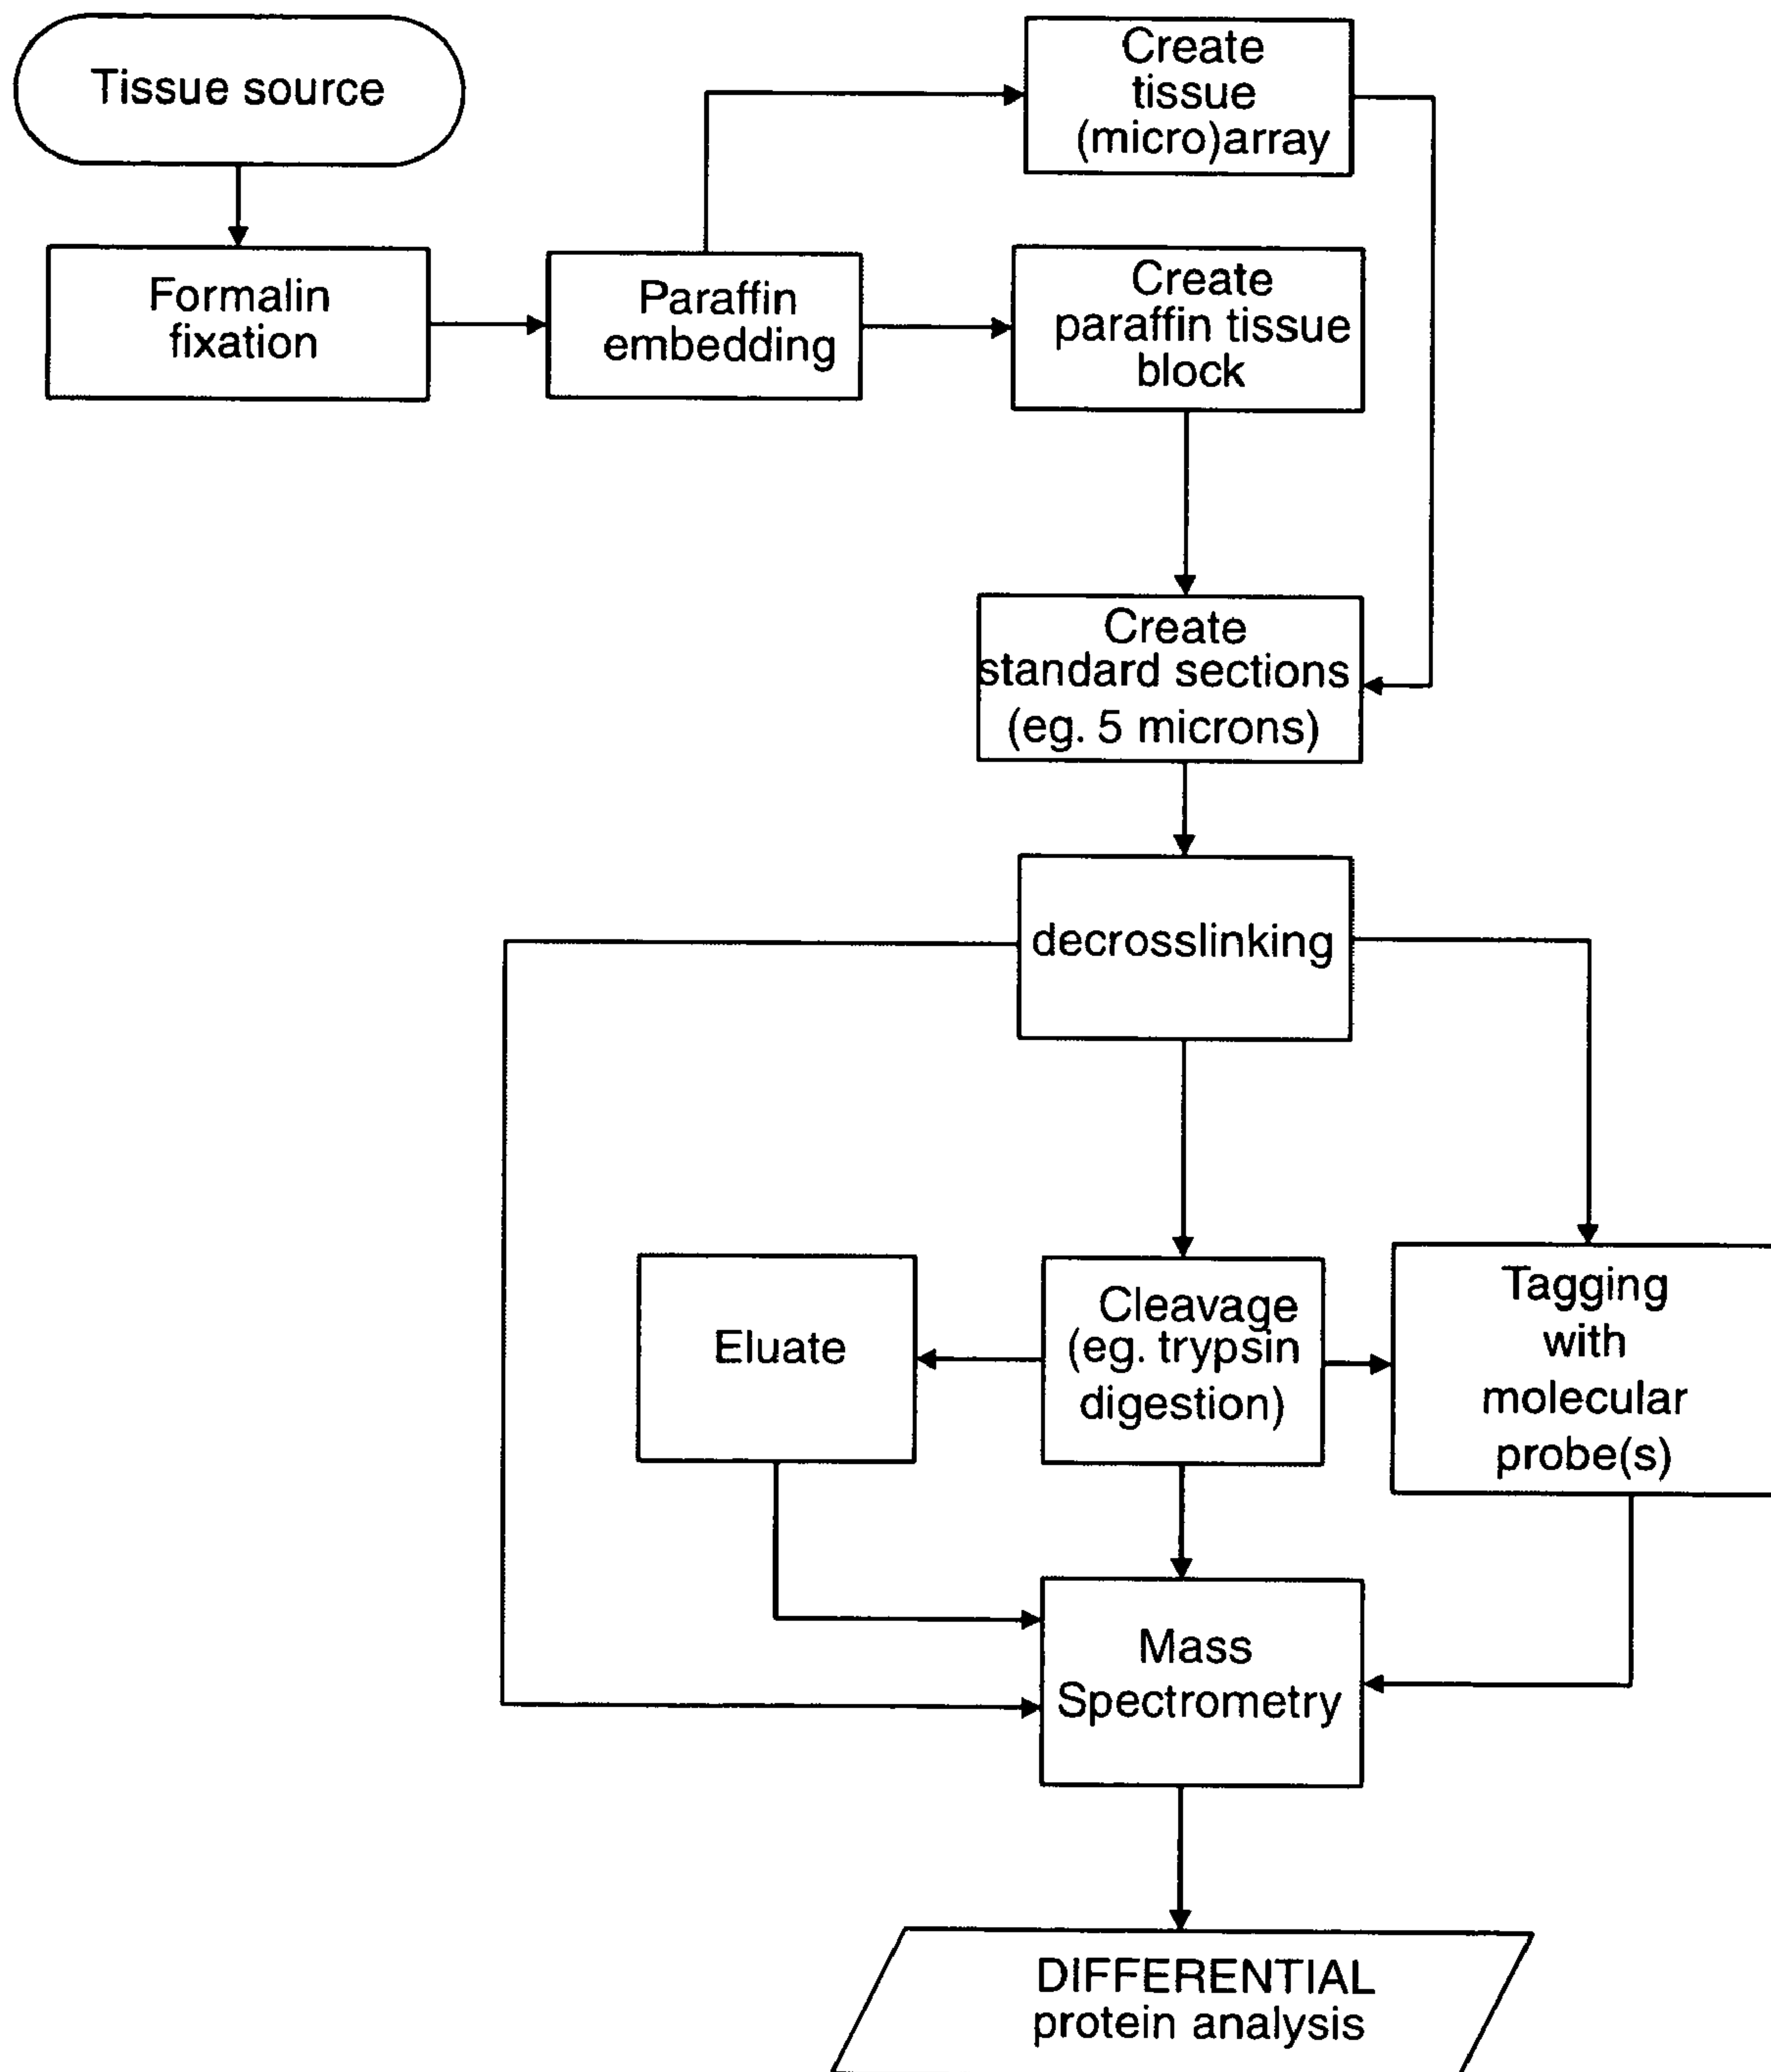 Tissue source
Create
tissue
(micro)array
Formalin
fixation
Paraffin
embedding
Create
paraffin tissue
block
Create
standard sections
(eg. 5 microns)
decrosslinking
Eluate
Cleavage
(eg. trypsin
digestion)
Tagging
with
molecular
probe(s)
Mass
Spectrometry
DIFFERENTIAL
protein analysis